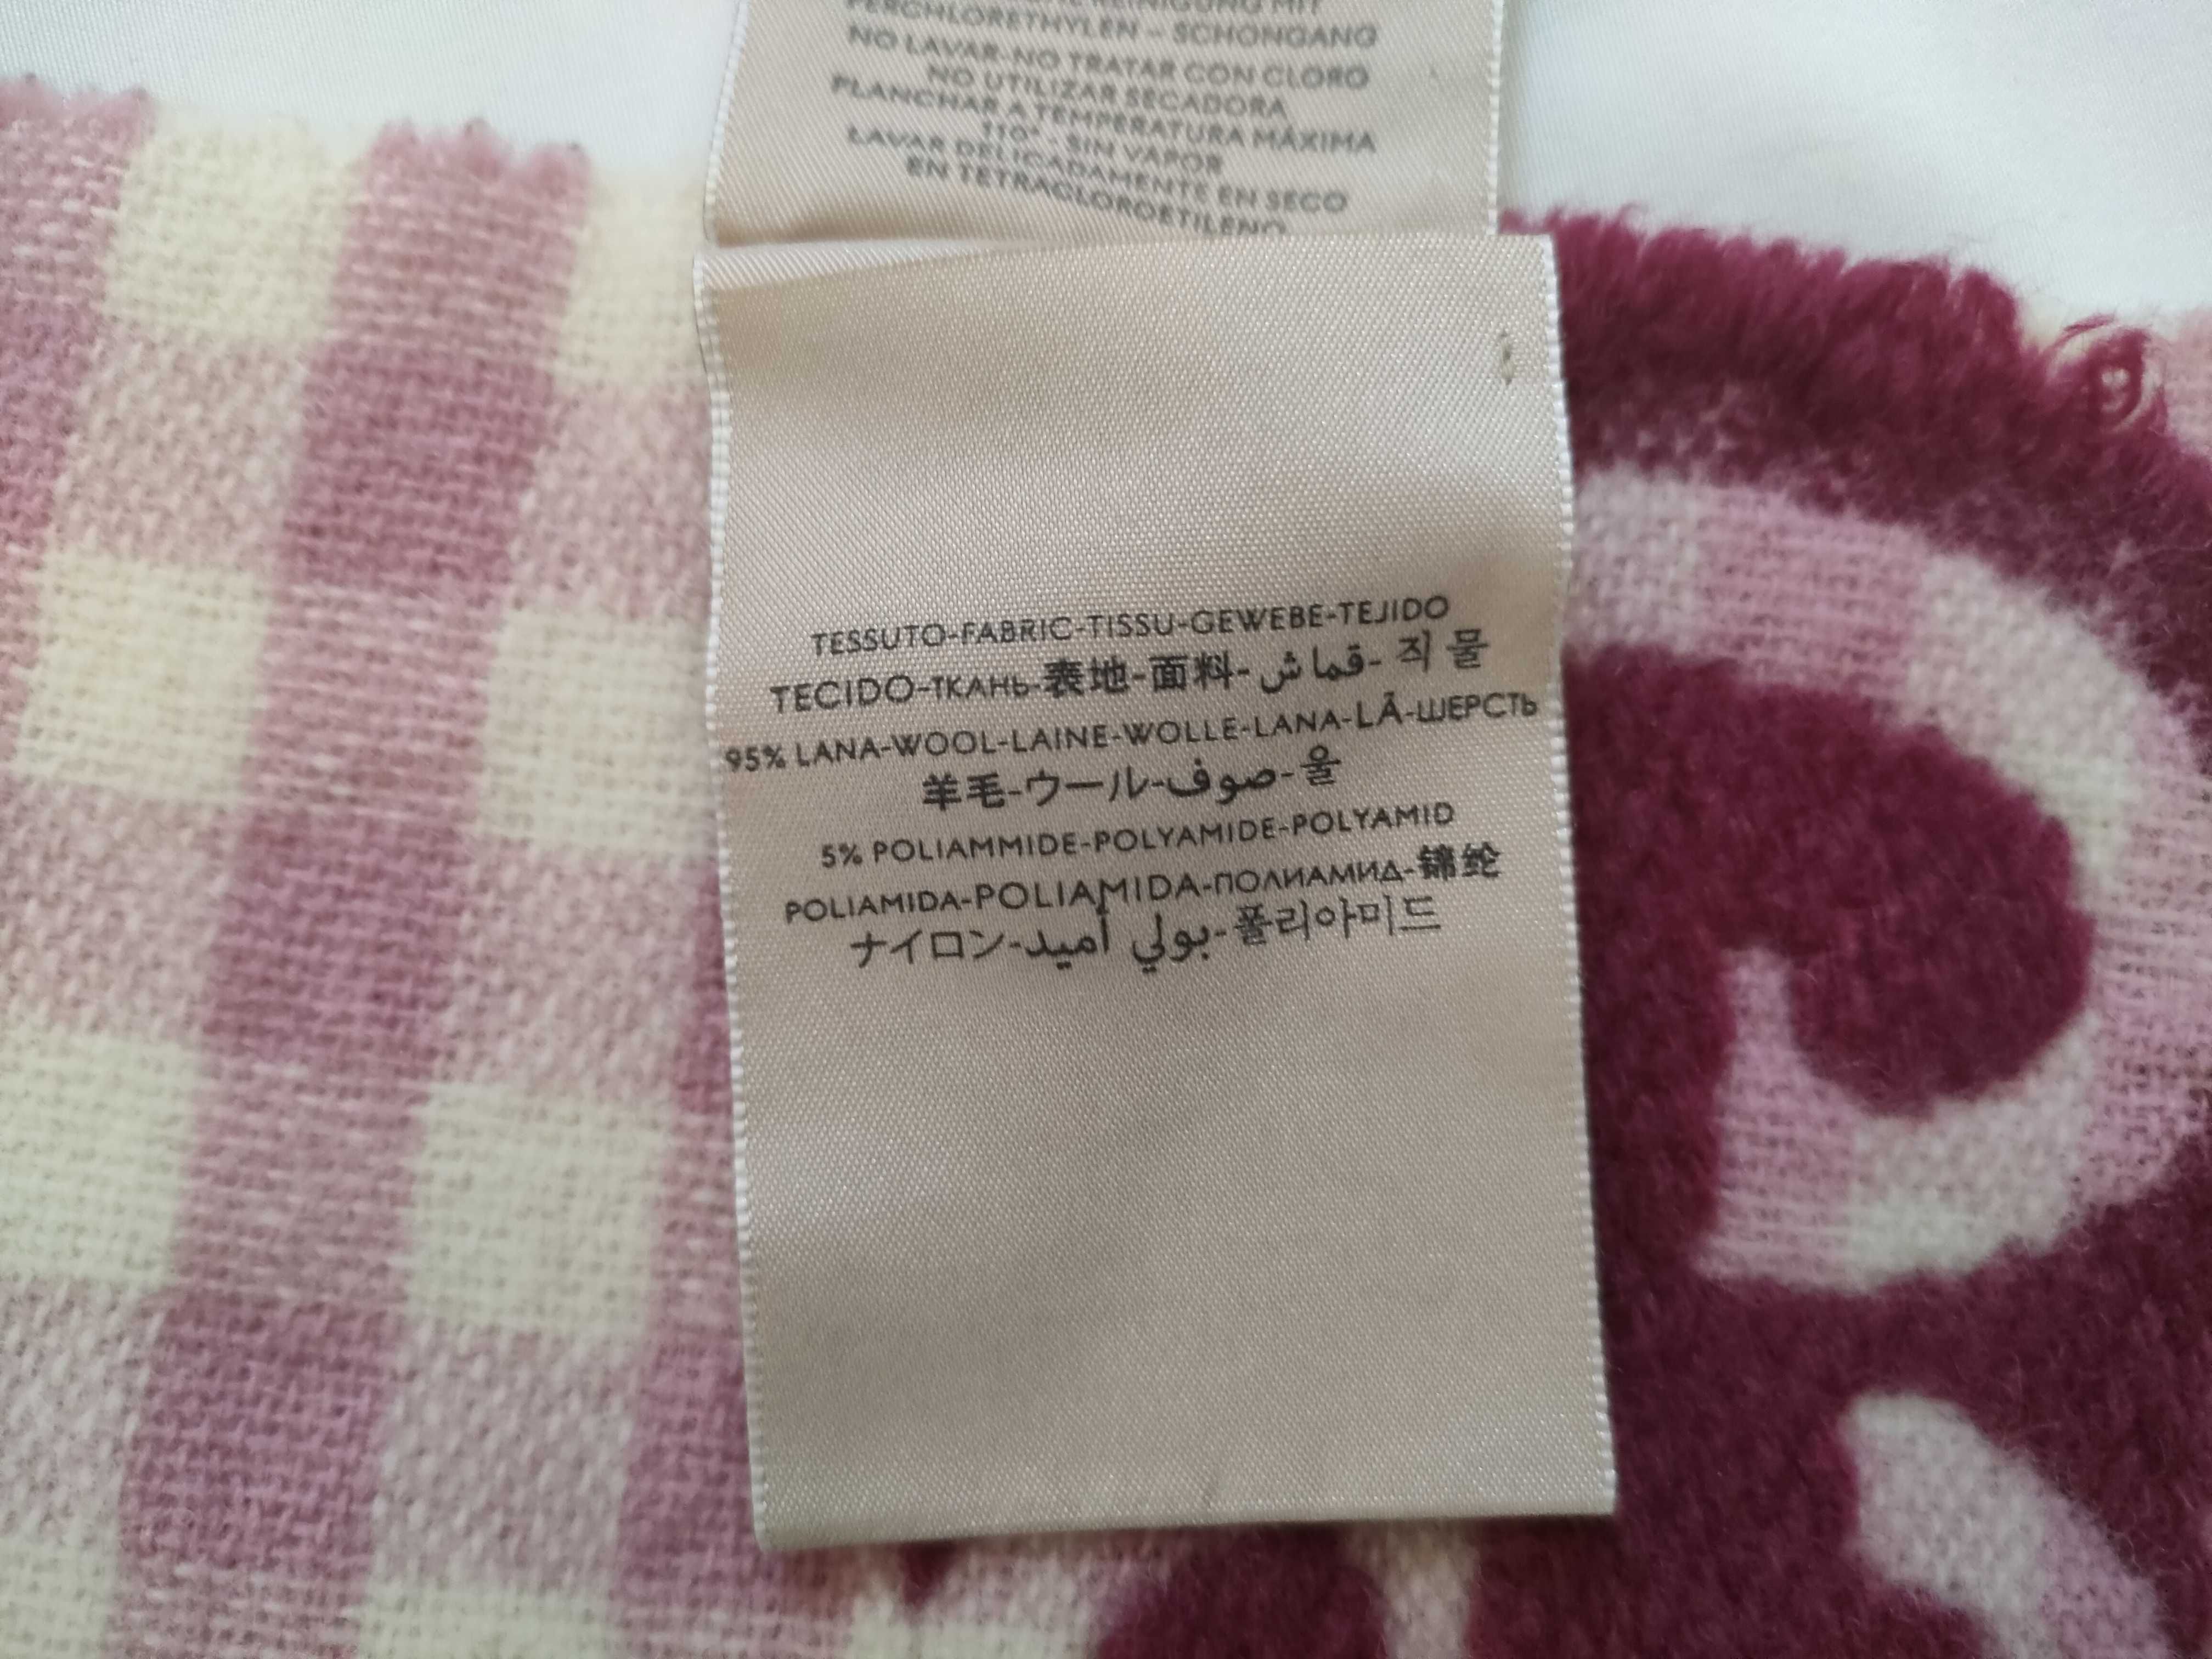 PERCHLORETHYLEN – SCHONGANG
NO LAVAR-NO TRATAR CON CLORO
NO UTILIZAR SECADORA
PLANCHAR A TEMPERATURA MÁXIMA
110° - SIN VAPOR
LAVAR DELICADAMENTE EN SECO
EN TETRACLOROETILENO
TESSUTO-FABRIC-TISSU-GEWEBE-TEJIDO
TECIDO-ТКАНЬ-表地-面料-قماش-직물
95% LANA-WOOL-LAINE-WOLLE-LANA-LÃ-ШЕРСТЬ
羊毛-ウール-صوف-울
5% POLIAMMIDE-POLYAMIDE-POLYAMID
POLIAMIDA-POLIAMIDA-ПОЛИАМИД-锦纶
ナイロン-بولي أميد-폴리아미드